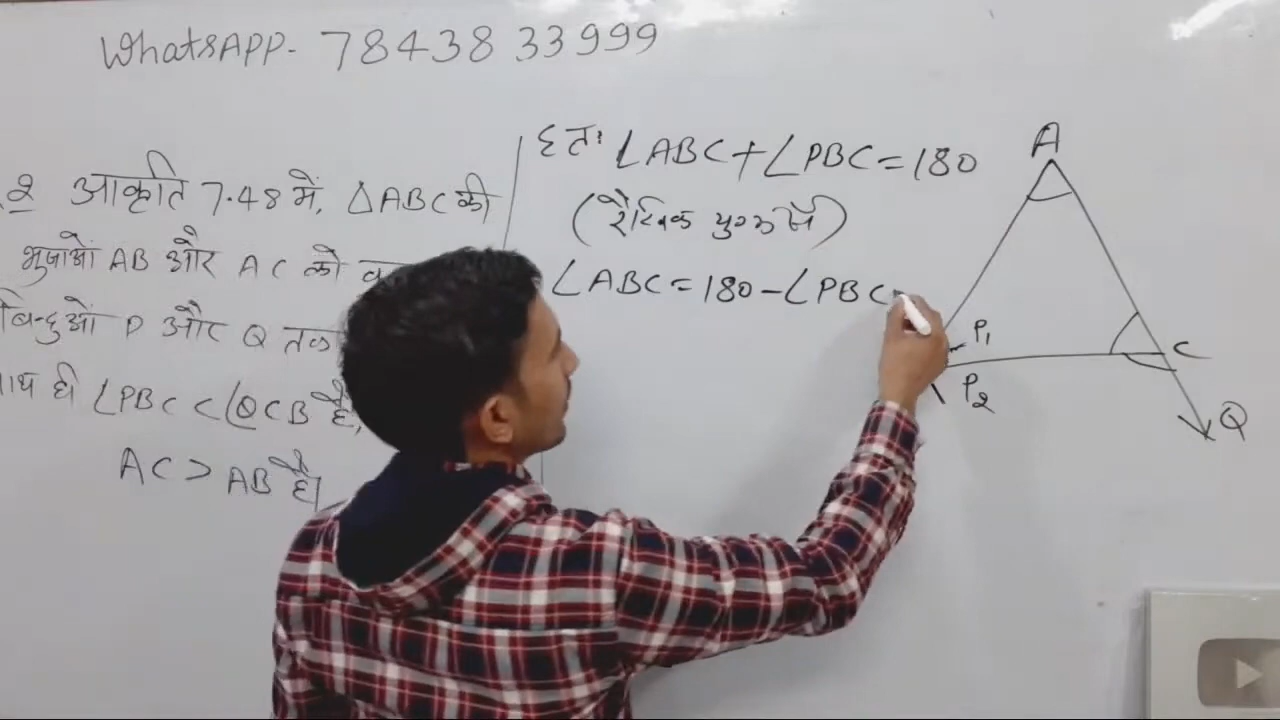 WhatsAPP- 78438 33999
2 आकृति 7.48 में, △ABC की
भुजाओं AB और AC को
बिन्दुओं P और Q तक
साथ ही ∠PBC < ∠QCB है,
AC > AB है।
हलः ∠ABC + ∠PBC = 180
(रैखिक युग्म से)
∠ABC = 180 - ∠PBC
A
P1
C
P2
Q